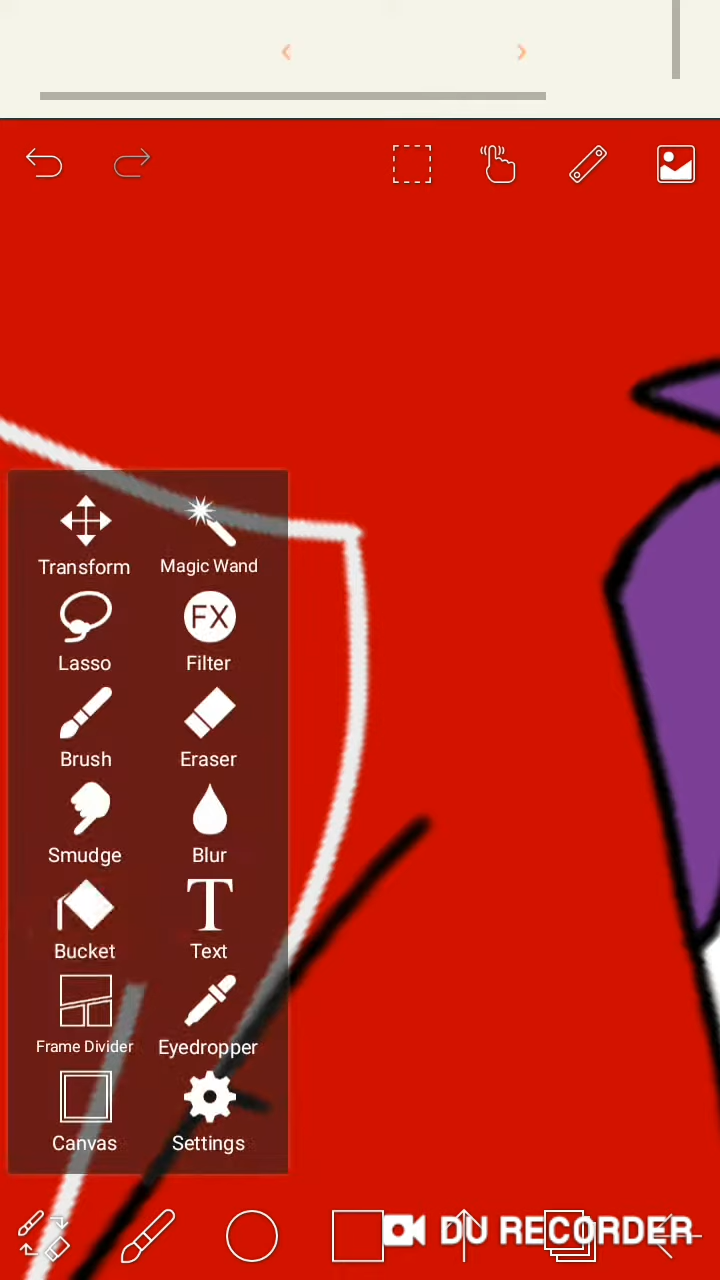 Transform Magic Wand
Lasso Filter
FX
Brush Eraser
Smudge Blur
Bucket Text
Frame Divider Eyedropper
Canvas Settings
DU RECORDER